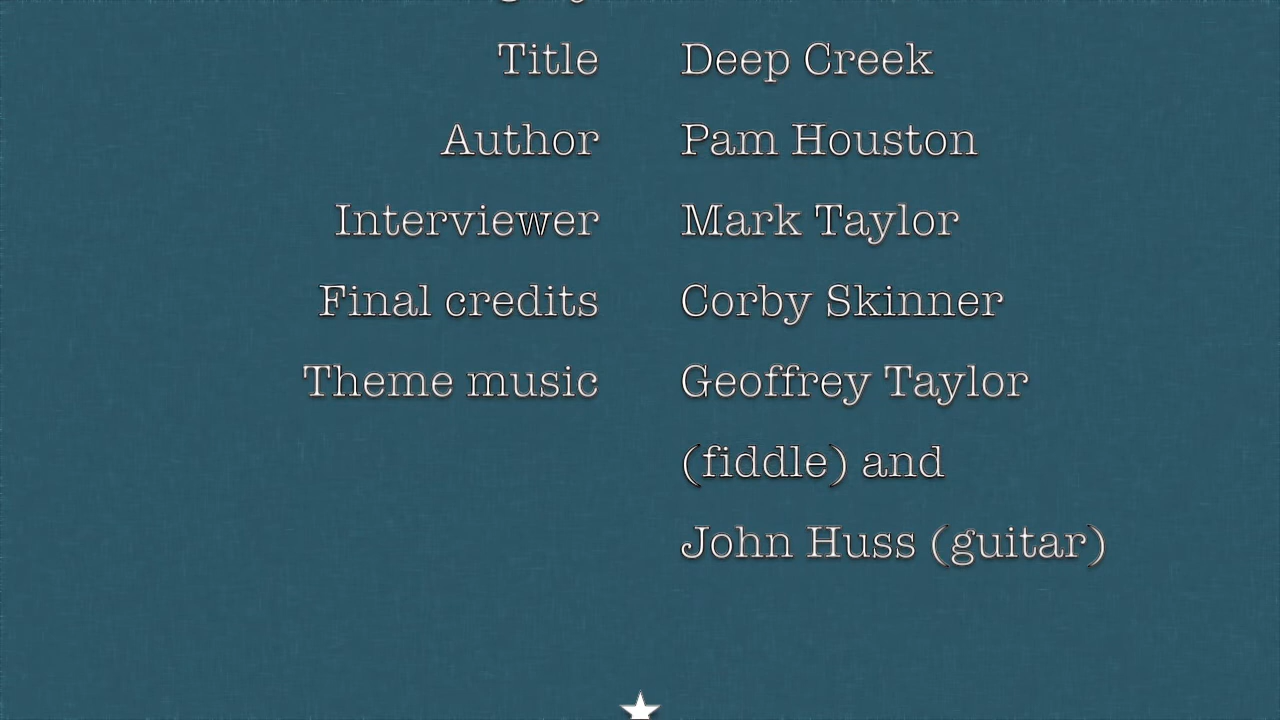 Title Deep Creek
Author Pam Houston
Interviewer Mark Taylor
Final credits Corby Skinner
Theme music Geoffrey Taylor
(fiddle) and
John Huss (guitar)